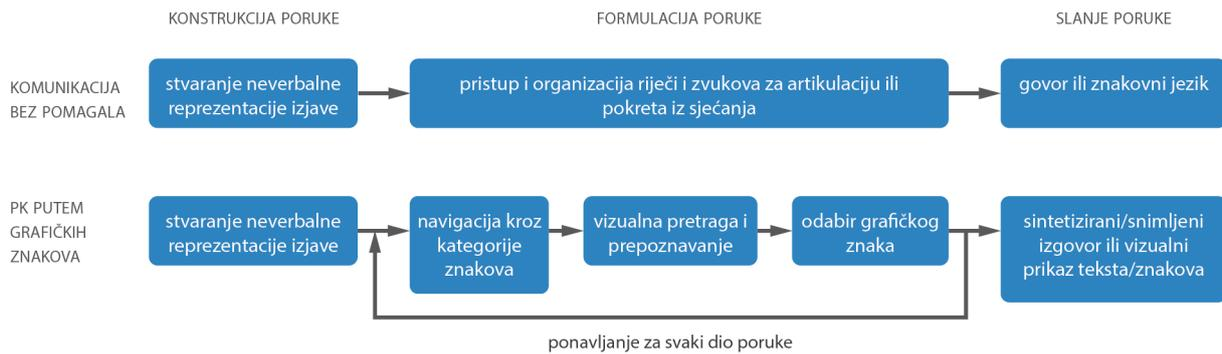 KONSTRUKCIJA PORUKE
FORMULACIJA PORUKE
SLANJE PORUKE
KOMUNIKACIJA
BEZ POMAGALA
stvaranje neverbalne
reprezentacije izjave
pristup i organizacija riječi i zvukova za artikulaciju ili
pokreta iz sjećanja
govor ili znakovni jezik
PK PUTEM
GRAFIČKIH
ZNAKOVA
stvaranje neverbalne
reprezentacije izjave
navigacija kroz
kategorije
znakova
vizualna pretraga i
prepoznavanje
odabir grafičkog
znaka
sintetizirani/snimljeni
izgovor ili vizualni
prikaz teksta/znakova
ponavljanje za svaki dio poruke